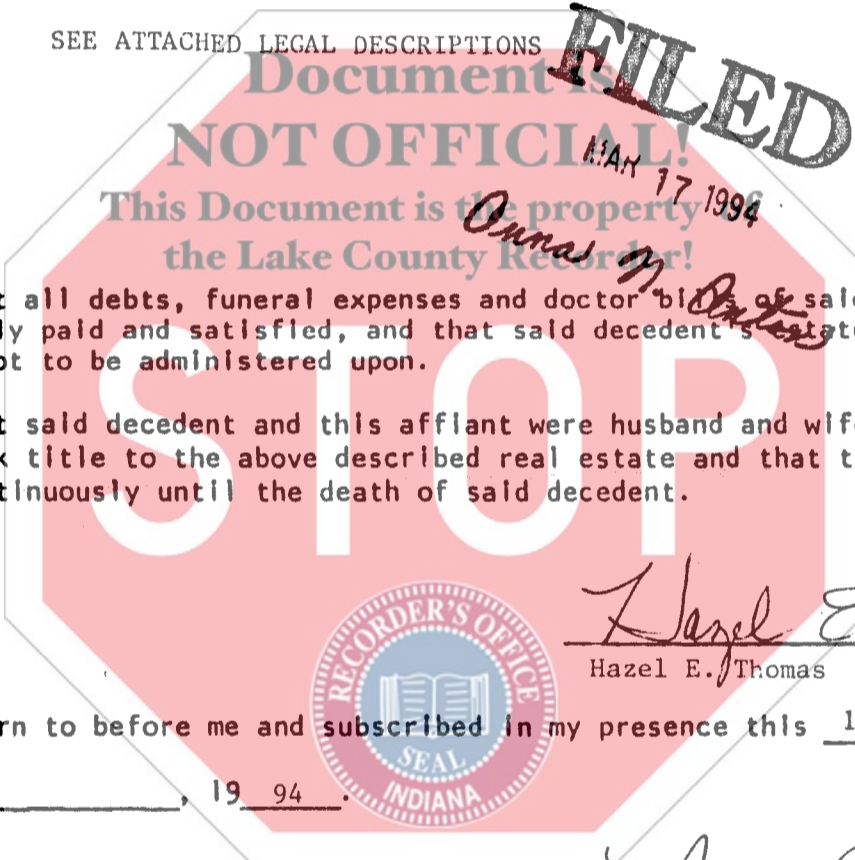 SEE ATTACHED LEGAL DESCRIPTIONS
FILED
Document is
NOT OFFICIAL!
MAR 17 1994
This Document is the property of
the Lake County Recorder!
t all debts, funeral expenses and doctor bills of said
ly paid and satisfied, and that said decedent's
ot to be administered upon.
STOP
t said decedent and this affiant were husband and wife
k title to the above described real estate and that t
tinuously until the death of said decedent.
Hazel E
Hazel E. Thomas
RECORDER'S OFFICE
SEAL
INDIANA
rn to before me and subscribed in my presence this 1
, 19 94 .